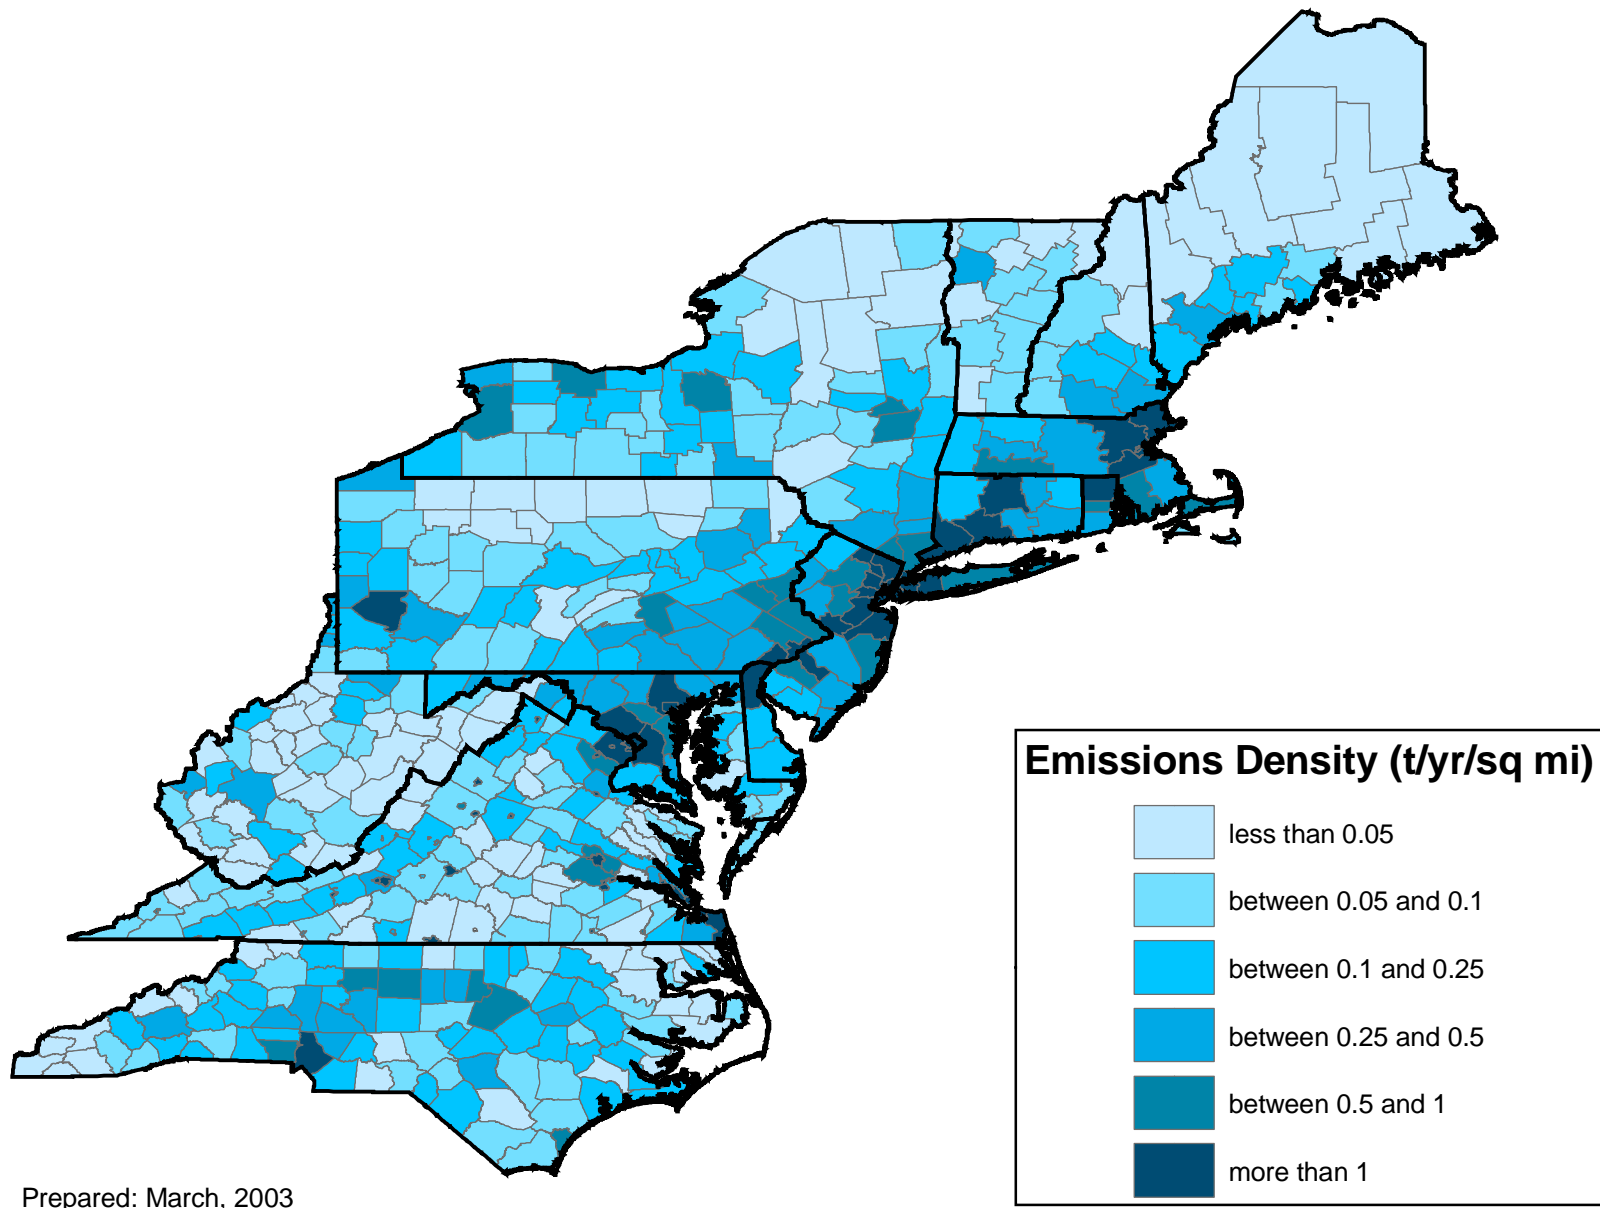 Emissions Density (t/yr/sq mi)
less than 0.05
between 0.05 and 0.1
between 0.1 and 0.25
between 0.25 and 0.5
between 0.5 and 1
more than 1
Prepared: March, 2003